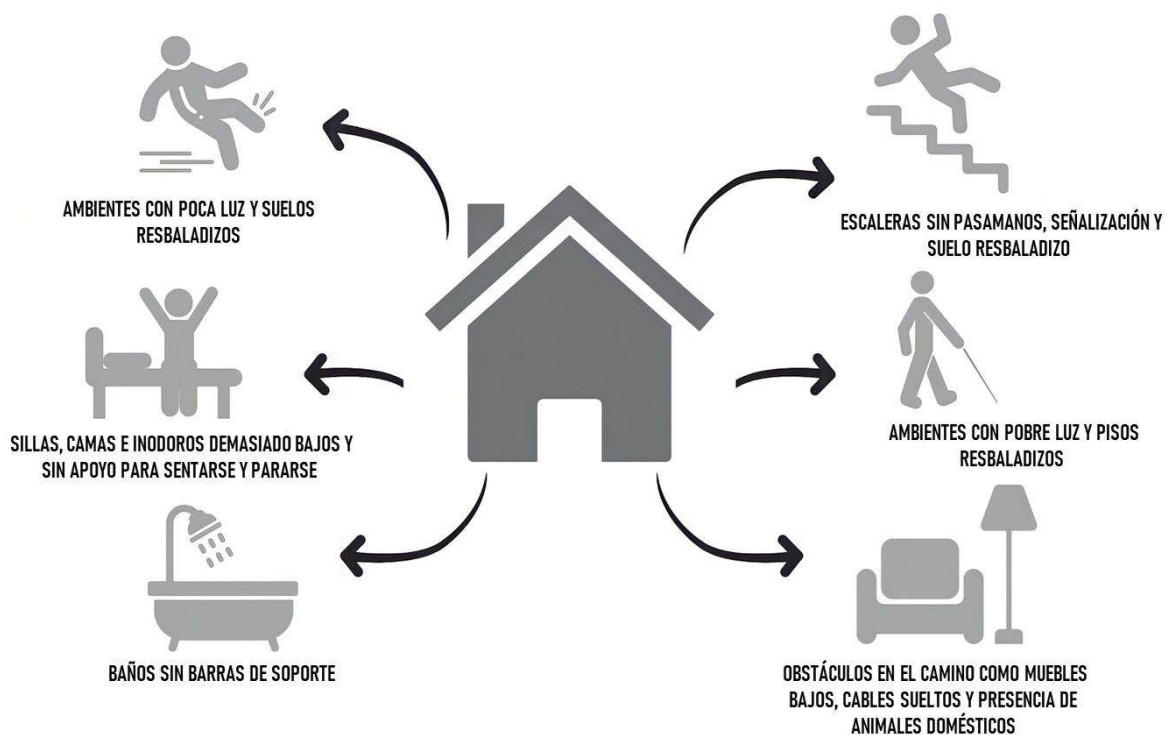 AMBIENTES CON POCA LUZ Y SUELOS
RESBALADIZOS
ESCALERAS SIN PASAMANOS, SEÑALIZACIÓN Y
SUELO RESBALADIZO
SILLAS, CAMAS E INODOROS DEMASIADO BAJOS Y
SIN APOYO PARA SENTARSE Y PARARSE
AMBIENTES CON POBRE LUZ Y PISOS
RESBALADIZOS
BAÑOS SIN BARRAS DE SOPORTE
OBSTÁCULOS EN EL CAMINO COMO MUEBLES
BAJOS, CABLES SUELTOS Y PRESENCIA DE
ANIMALES DOMÉSTICOS